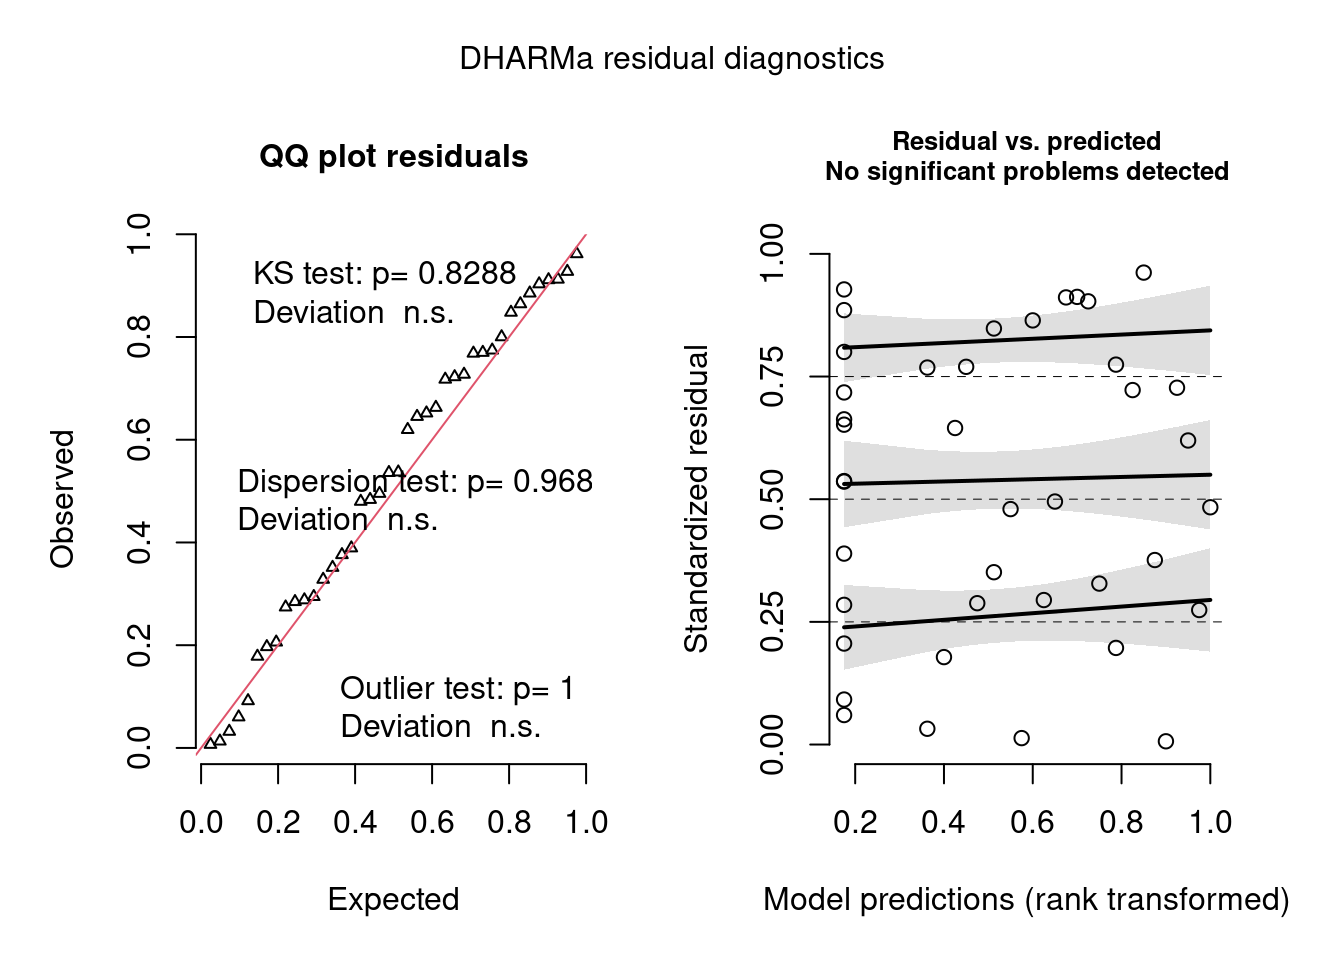 DHARMa residual diagnostics
QQ plot residuals
KS test: p= 0.8288
Deviation  n.s.
Dispersion test: p= 0.968
Deviation  n.s.
Outlier test: p= 1
Deviation  n.s.
Observed
0.0 0.2 0.4 0.6 0.8 1.0
0.0 0.2 0.4 0.6 0.8 1.0
Expected
Residual vs. predicted
No significant problems detected
Standardized residual
0.00 0.25 0.50 0.75 1.00
0.2 0.4 0.6 0.8 1.0
Model predictions (rank transformed)